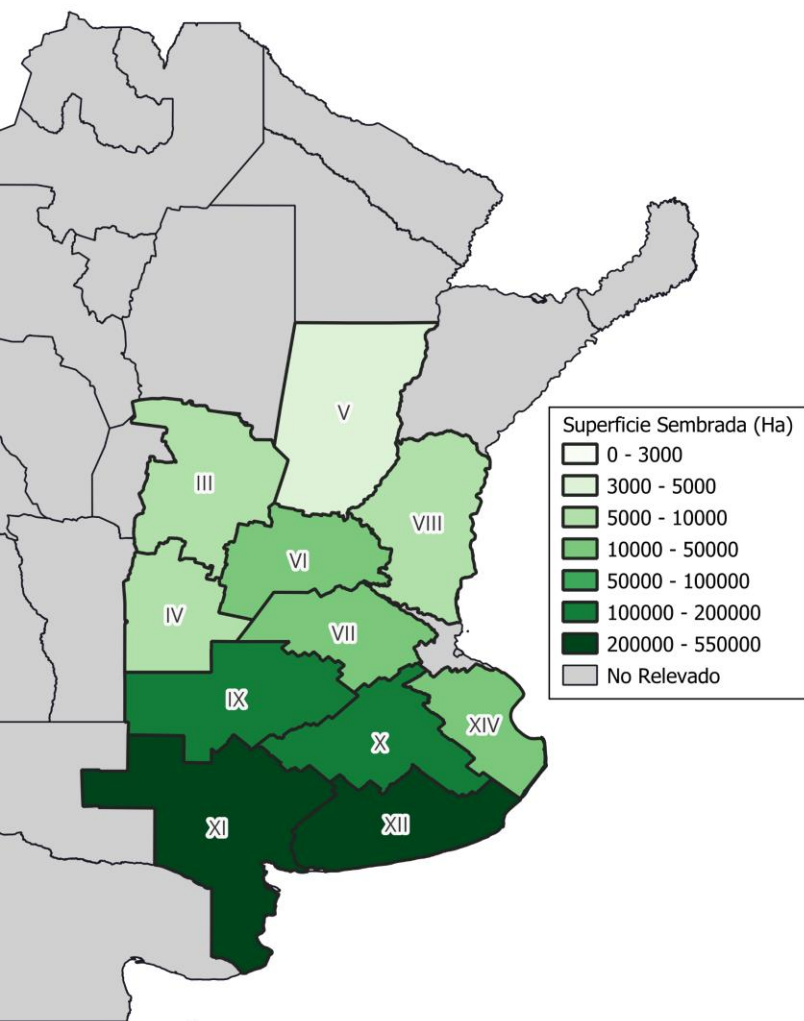 V
III
VIII
VI
IV
VII
IX
XIV
X
XI
XII
Superficie Sembrada (Ha)
0 - 3000
3000 - 5000
5000 - 10000
10000 - 50000
50000 - 100000
100000 - 200000
200000 - 550000
No Relevado